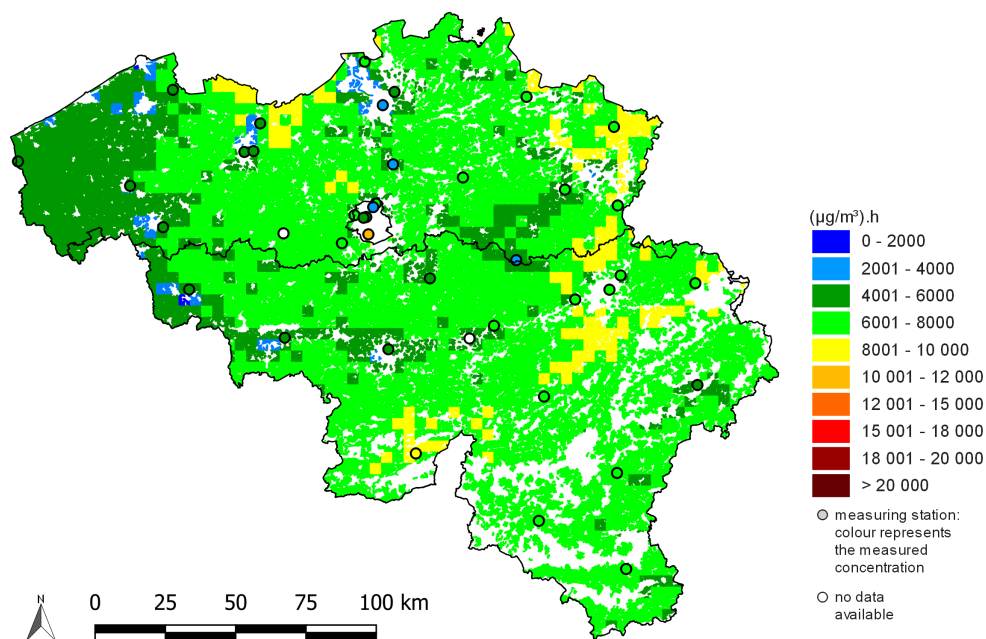 (µg/m³).h
0 - 2000
2001 - 4000
4001 - 6000
6001 - 8000
8001 - 10 000
10 001 - 12 000
12 001 - 15 000
15 001 - 18 000
18 001 - 20 000
> 20 000
measuring station:
colour represents
the measured
concentration
no data
available
N
0 25 50 75 100 km